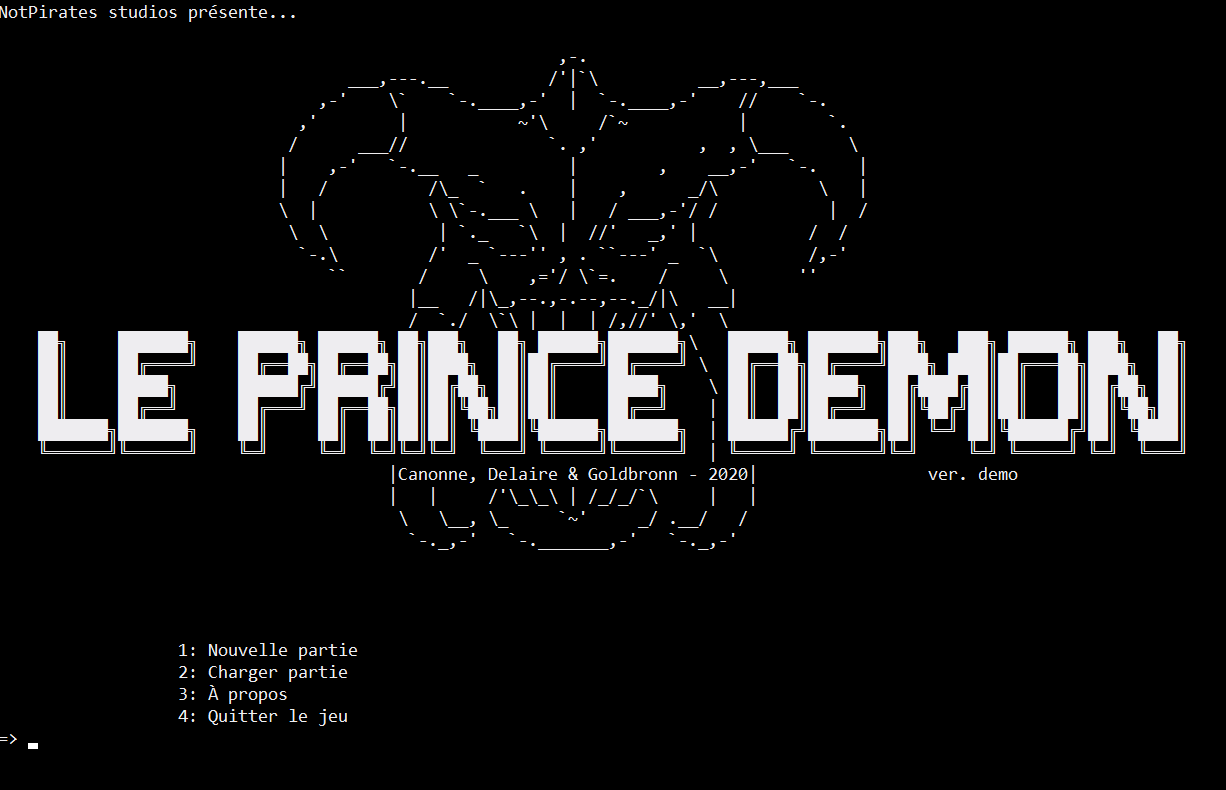 NotPirates studios présente...
LE PRINCE DEMON
Canonne, Delaire & Goldbronn - 2020
ver. demo
1: Nouvelle partie
2: Charger partie
3: À propos
4: Quitter le jeu
=>